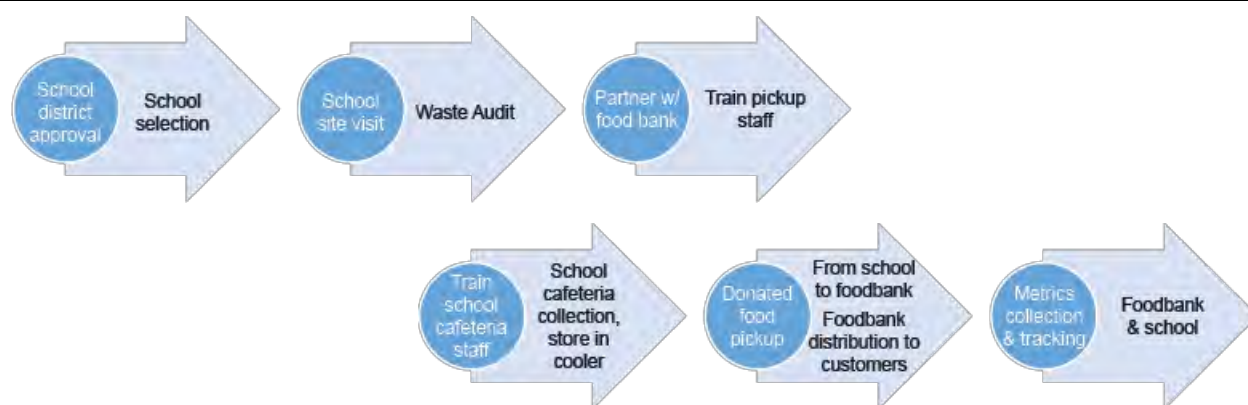 School
district
approval
School
selection
School
site visit
Waste Audit
Partner w/
food bank
Train pickup
staff
Train
school
cafeteria
staff
School
cafeteria
collection,
store in
cooler
Donated
food
pickup
From school
to foodbank
Foodbank
distribution to
customers
Metrics
collection
& tracking
Foodbank
& school